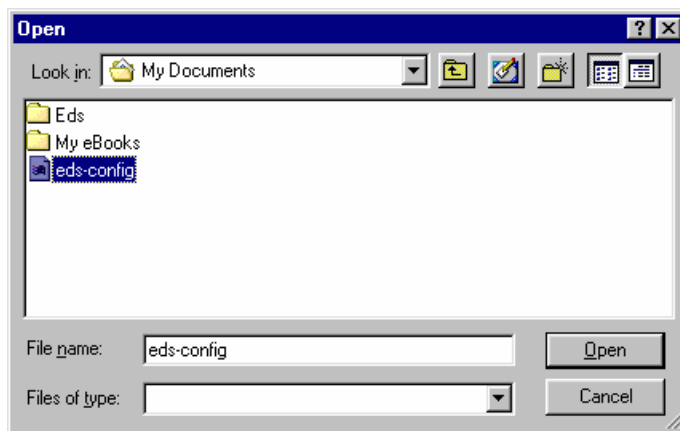 Open
Look in: My Documents
Eds
My eBooks
eds-config
File name: eds-config Open
Files of type: Cancel